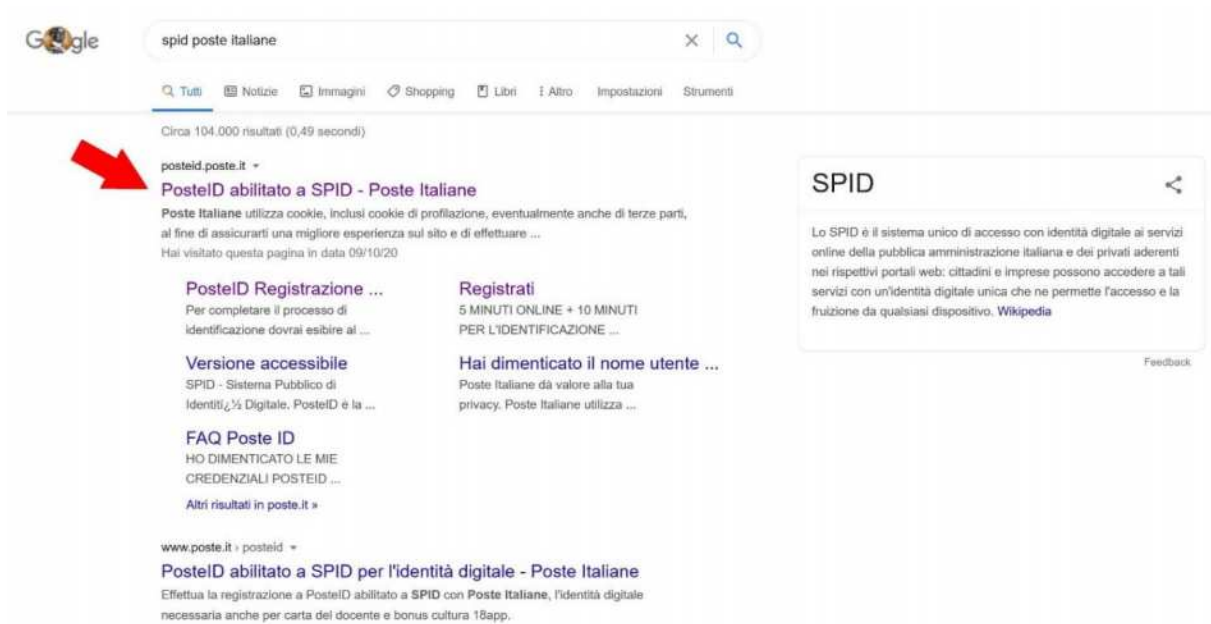 Google
spid poste italiane
Tutti Notizie Immagini Shopping Libri Altro Impostazioni Strumenti
Circa 104.000 risultati (0,49 secondi)
posteid.poste.it
PosteID abilitato a SPID - Poste Italiane
Poste Italiane utilizza cookie, inclusi cookie di profilazione, eventualmente anche di terze parti,
al fine di assicurarti una migliore esperienza sul sito e di effettuare ...
Hai visitato questa pagina in data 09/10/20
PosteID Registrazione ...
Per completare il processo di
identificazione dovrai esibire al ...
Registrati
5 MINUTI ONLINE + 10 MINUTI
PER L'IDENTIFICAZIONE ...
Versione accessibile
SPID - Sistema Pubblico di
Identitï¿½ Digitale. PosteID è la ...
Hai dimenticato il nome utente ...
Poste Italiane dà valore alla tua
privacy. Poste Italiane utilizza ...
FAQ Poste ID
HO DIMENTICATO LE MIE
CREDENZIALI POSTEID ...
Altri risultati in poste.it »
www.poste.it › posteid
PosteID abilitato a SPID per l'identità digitale - Poste Italiane
Effettua la registrazione a PosteID abilitato a SPID con Poste Italiane, l'identità digitale
necessaria anche per carta del docente e bonus cultura 18app.
SPID
Lo SPID è il sistema unico di accesso con identità digitale ai servizi
online della pubblica amministrazione italiana e dei privati aderenti
nei rispettivi portali web: cittadini e imprese possono accedere a tali
servizi con un'identità digitale unica che ne permette l'accesso e la
fruizione da qualsiasi dispositivo. Wikipedia
Feedback